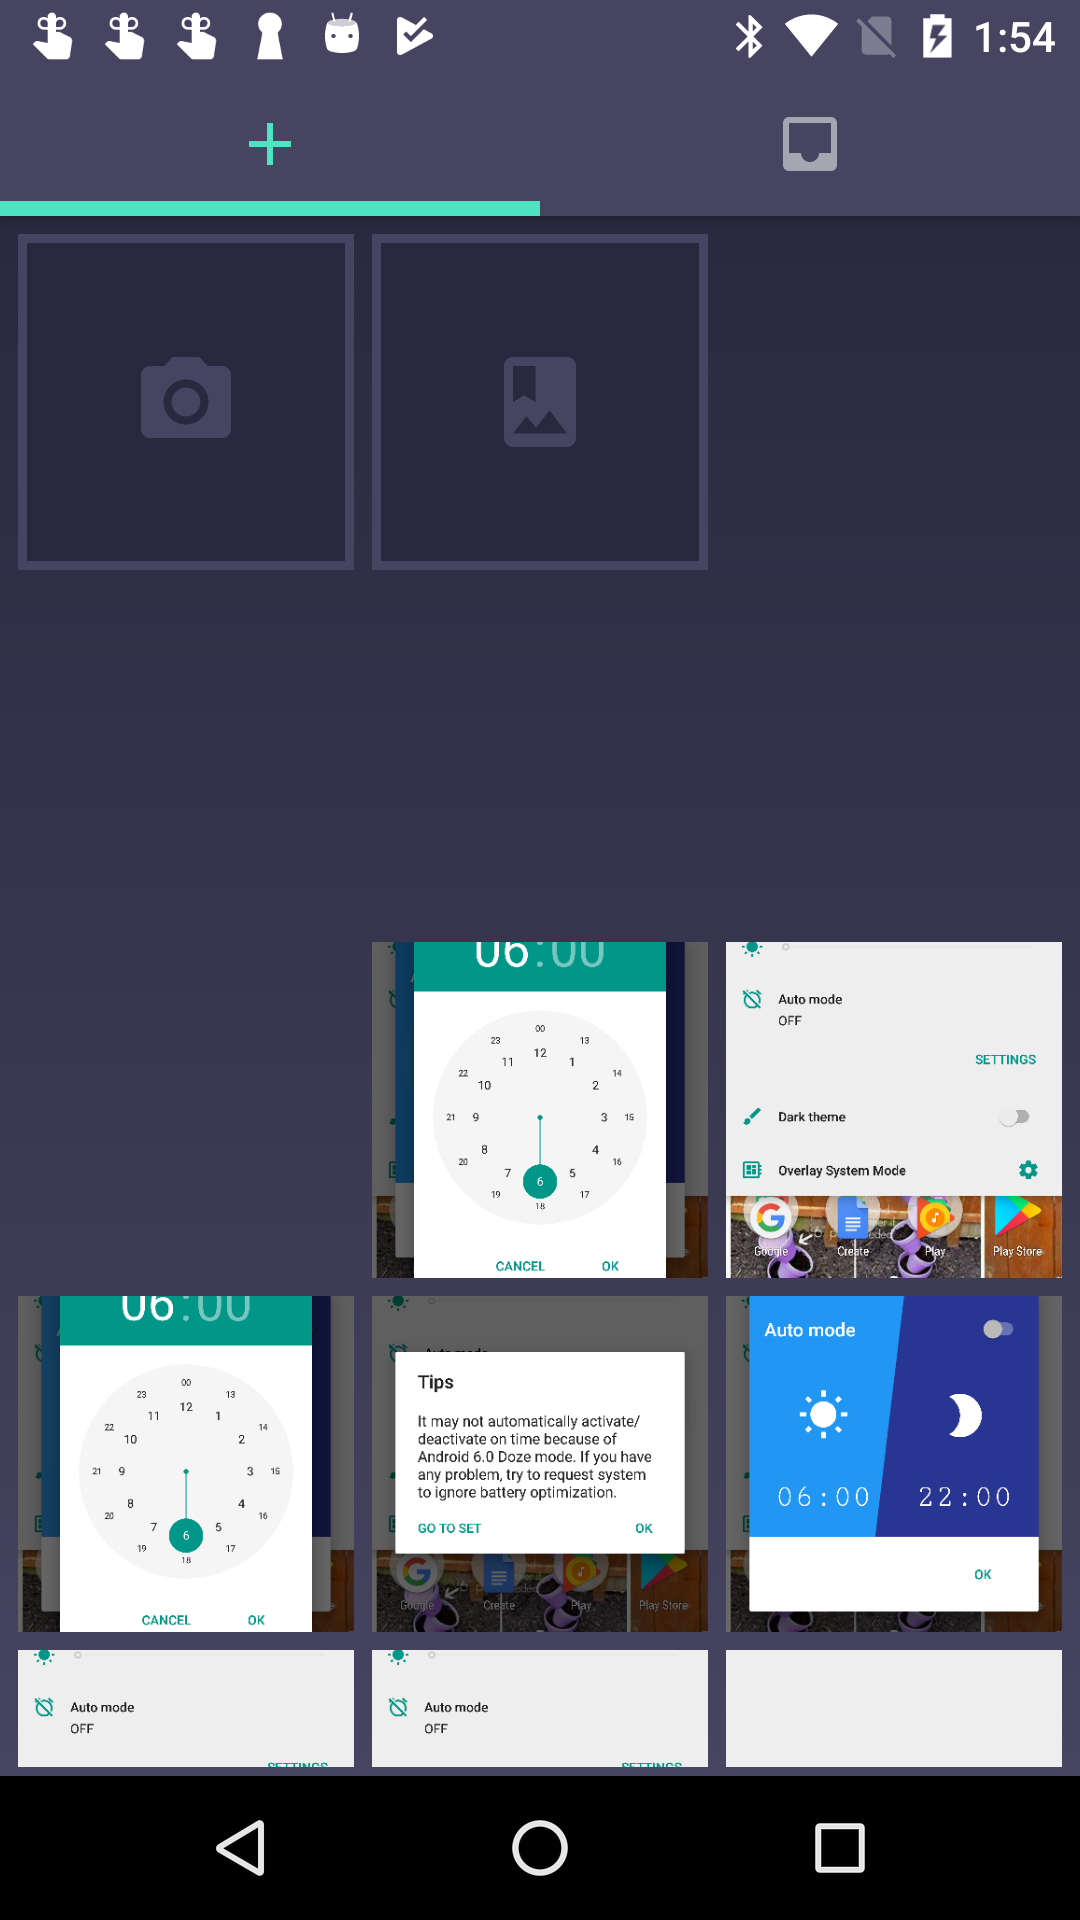 1:54
06:00
00
23
13
12
11
1
22
14
10
2
21
9
3
15
20
8
4
16
7
5
19
6
17
18
CANCEL
OK
Auto mode
OFF
SETTINGS
Dark theme
Overlay System Mode
Google
Create
Play
Play Store
06:00
00
23
13
12
11
1
22
14
10
2
21
9
3
15
20
8
4
16
7
5
19
6
17
18
CANCEL
OK
Tips
It may not automatically activate/
deactivate on time because of
Android 6.0 Doze mode. If you have
any problem, try to request system
to ignore battery optimization.
GO TO SET
OK
Google
Create
Play
Play Store
Auto mode
06:00
22:00
OK
Auto mode
OFF
SETTINGS
Auto mode
OFF
SETTINGS